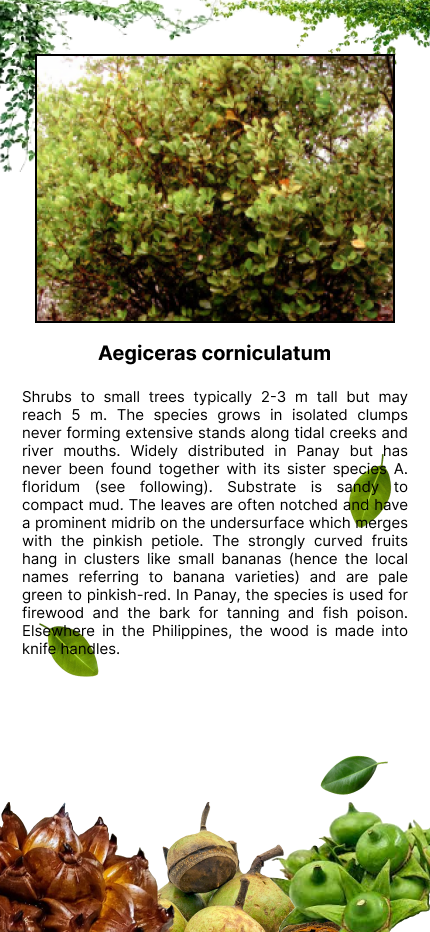 Aegiceras corniculatum
Shrubs to small trees typically 2-3 m tall but may
reach 5 m. The species grows in isolated clumps
never forming extensive stands along tidal creeks and
river mouths. Widely distributed in Panay but has
never been found together with its sister species A.
floridum (see following). Substrate is sandy to
compact mud. The leaves are often notched and have
a prominent midrib on the undersurface which merges
with the pinkish petiole. The strongly curved fruits
hang in clusters like small bananas (hence the local
names referring to banana varieties) and are pale
green to pinkish-red. In Panay, the species is used for
firewood and the bark for tanning and fish poison.
Elsewhere in the Philippines, the wood is made into
knife handles.